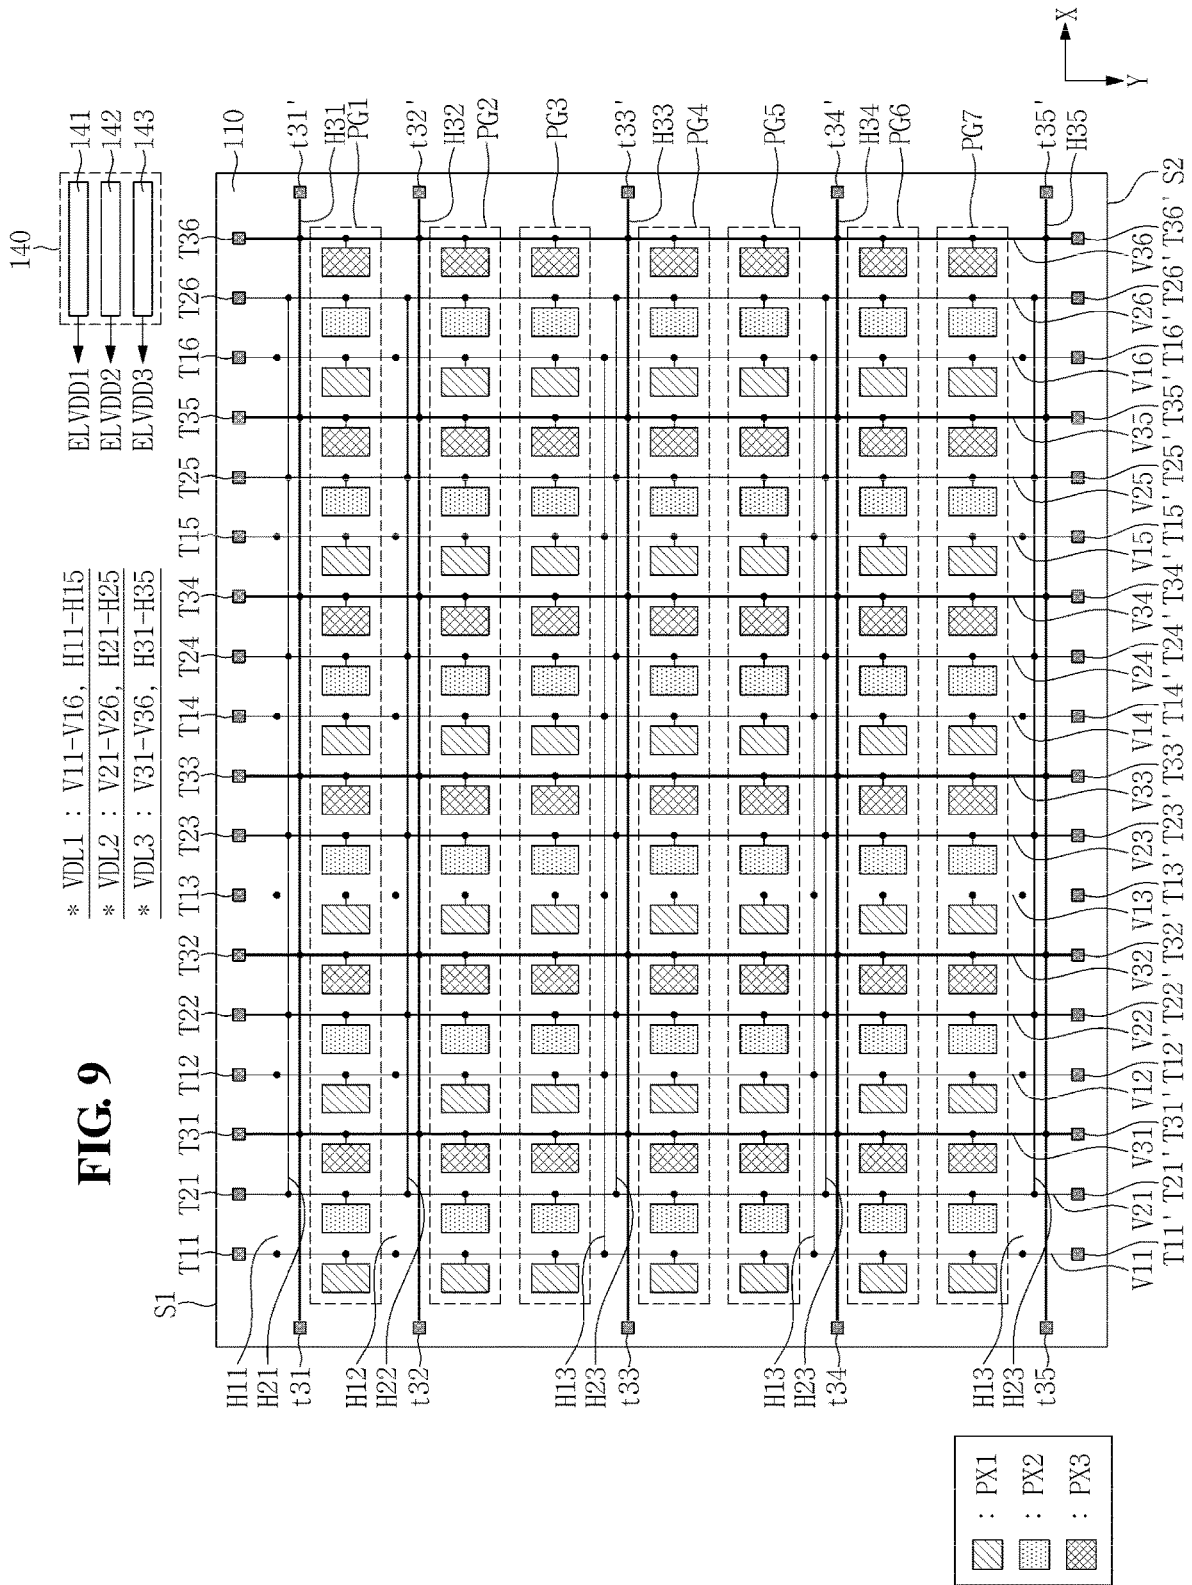 FIG. 9
* VDL1 : V11-V16, H11-H15
* VDL2 : V21-V26, H21-H25
* VDL3 : V31-V36, H31-H35
140
ELVDD1 141
ELVDD2 142
ELVDD3 143
S1
T11 T21 T31 T12 T22 T32 T13 T23 T33 T14 T24 T34 T15 T25 T35 T16 T26 T36
110
H11
H21
t31
t31'
H31
PG1
H12
H22
t32
t32'
H32
PG2
PG3
H13
H23
t33
t33'
H33
PG4
PG5
H13
H23
t34
t34'
H34
PG6
PG7
H13
H23
t35
t35'
H35
S2
V11 V21 V31 V12 V22 V32 V13 V23 V33 V14 V24 V34 V15 V25 V35 V16 V26 V36
T11' T21' T31' T12' T22' T32' T13' T23' T33' T14' T24' T34' T15' T25' T35' T16' T26' T36'
X
Y
: PX1
: PX2
: PX3